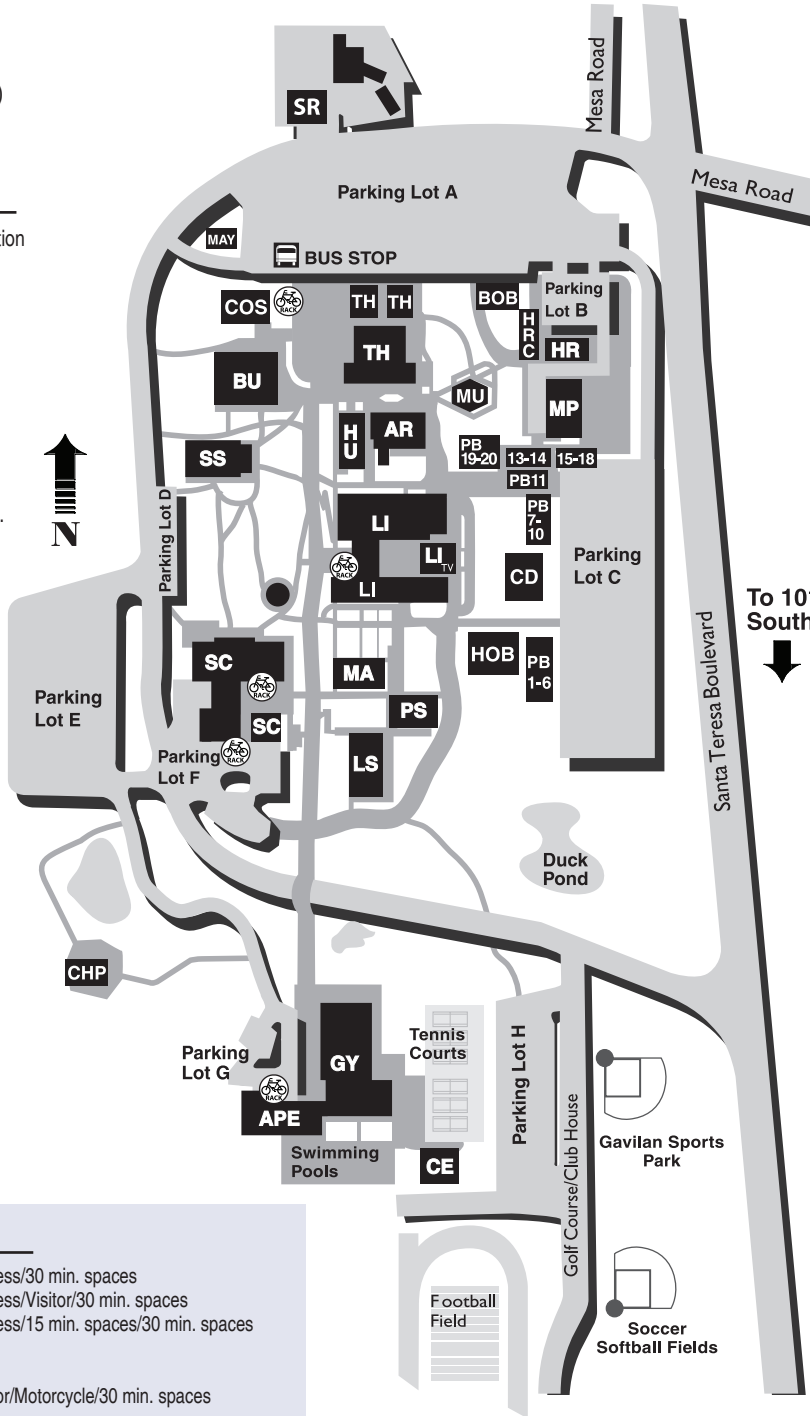 SR
Mesa Road
Mesa Road
Parking Lot A
tion
MAY
BUS STOP
COS
RACK
TH
TH
BOB
Parking
Lot B
H
R
C
HR
TH
BU
MU
MP
H
U
AR
SS
PB
19-20
13-14
15-18
PB11
PB
7-
10
N
Parking Lot D
LI
LI
TV
RACK
LI
CD
Parking
Lot C
To 101
South
Santa Teresa Boulevard
SC
HOB
PB
1-6
MA
RACK
Parking
Lot E
PS
SC
RACK
Parking
Lot F
LS
Duck
Pond
CHP
Parking
Lot G
GY
Tennis
Courts
Parking Lot H
RACK
APE
Swimming
Pools
CE
Golf Course/Club House
Gavilan Sports
Park
Football
Field
Soccer
Softball Fields
ess/30 min. spaces
ess/Visitor/30 min. spaces
ess/15 min. spaces/30 min. spaces
or/Motorcycle/30 min. spaces